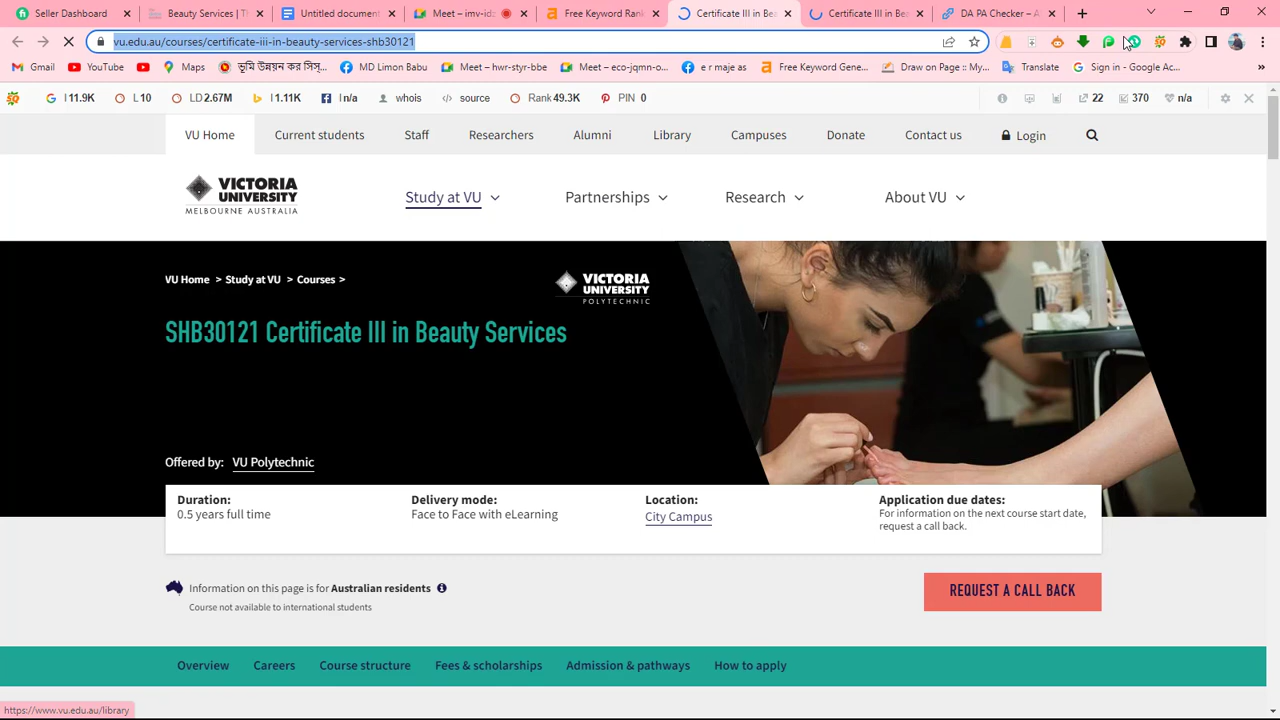 Seller Dashboard
Beauty Services | Th
Untitled document
Meet – imv-idz
Free Keyword Rank
Certificate III in Bea
Certificate III in Bea
DA PA Checker – A
vu.edu.au/courses/certificate-iii-in-beauty-services-shb30121
Gmail
YouTube
Maps
ভূমি উন্নয়ন কর সিস্...
MD Limon Babu
Meet – hwr-styr-bbe
Meet – eco-jqmn-o...
e r maje as
Free Keyword Gene...
Draw on Page :: My...
Translate
Sign in - Google Ac...
»
I 11.9K
L 10
LD 2.67M
I 1.11K
I n/a
whois
source
Rank 49.3K
PIN 0
22
370
n/a
VU Home
Current students
Staff
Researchers
Alumni
Library
Campuses
Donate
Contact us
Login
VICTORIA
UNIVERSITY
MELBOURNE AUSTRALIA
Study at VU
Partnerships
Research
About VU
VU Home > Study at VU > Courses >
VICTORIA
UNIVERSITY
POLYTECHNIC
SHB30121 Certificate III in Beauty Services
Offered by: VU Polytechnic
Duration:
0.5 years full time
Delivery mode:
Face to Face with eLearning
Location:
City Campus
Application due dates:
For information on the next course start date,
request a call back.
Information on this page is for Australian residents
Course not available to international students
REQUEST A CALL BACK
Overview
Careers
Course structure
Fees & scholarships
Admission & pathways
How to apply
https://www.vu.edu.au/library